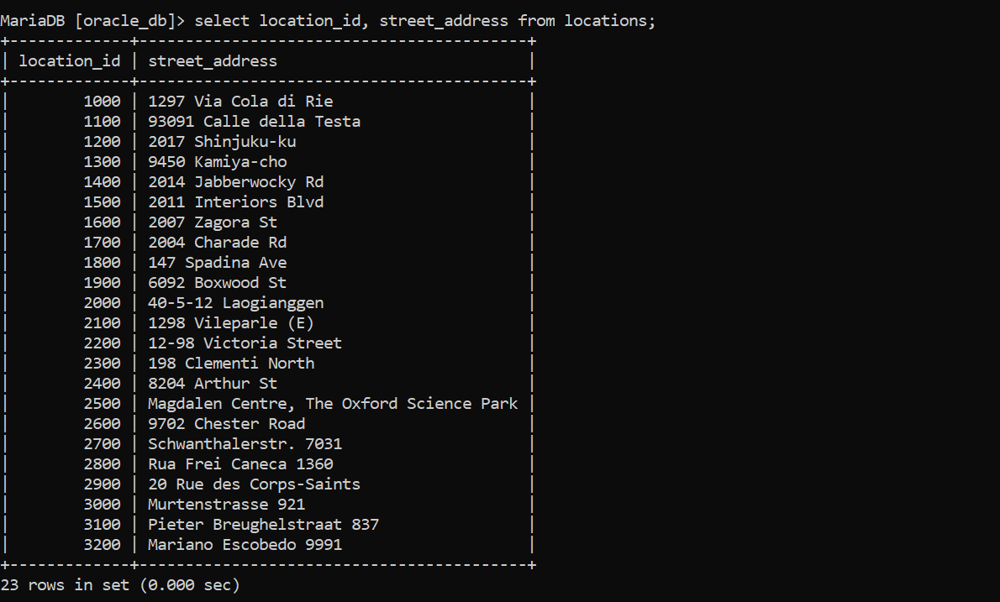 MariaDB [oracle_db]> select location_id, street_address from locations;
+-------------+------------------------------------------+
| location_id | street_address                           |
+-------------+------------------------------------------+
|        1000 | 1297 Via Cola di Rie                     |
|        1100 | 93091 Calle della Testa                  |
|        1200 | 2017 Shinjuku-ku                         |
|        1300 | 9450 Kamiya-cho                          |
|        1400 | 2014 Jabberwocky Rd                      |
|        1500 | 2011 Interiors Blvd                      |
|        1600 | 2007 Zagora St                           |
|        1700 | 2004 Charade Rd                          |
|        1800 | 147 Spadina Ave                          |
|        1900 | 6092 Boxwood St                          |
|        2000 | 40-5-12 Laogianggen                      |
|        2100 | 1298 Vileparle (E)                       |
|        2200 | 12-98 Victoria Street                    |
|        2300 | 198 Clementi North                       |
|        2400 | 8204 Arthur St                           |
|        2500 | Magdalen Centre, The Oxford Science Park |
|        2600 | 9702 Chester Road                        |
|        2700 | Schwanthalerstr. 7031                    |
|        2800 | Rua Frei Caneca 1360                     |
|        2900 | 20 Rue des Corps-Saints                  |
|        3000 | Murtenstrasse 921                        |
|        3100 | Pieter Breughelstraat 837                |
|        3200 | Mariano Escobedo 9991                    |
+-------------+------------------------------------------+
23 rows in set (0.000 sec)